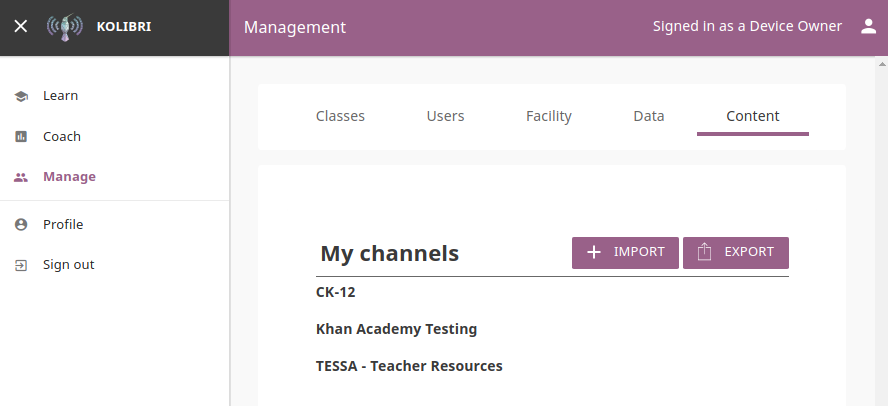 KOLIBRI
Management
Signed in as a Device Owner
Learn
Coach
Manage
Profile
Sign out
Classes
Users
Facility
Data
Content
My channels
IMPORT
EXPORT
CK-12
Khan Academy Testing
TESSA - Teacher Resources